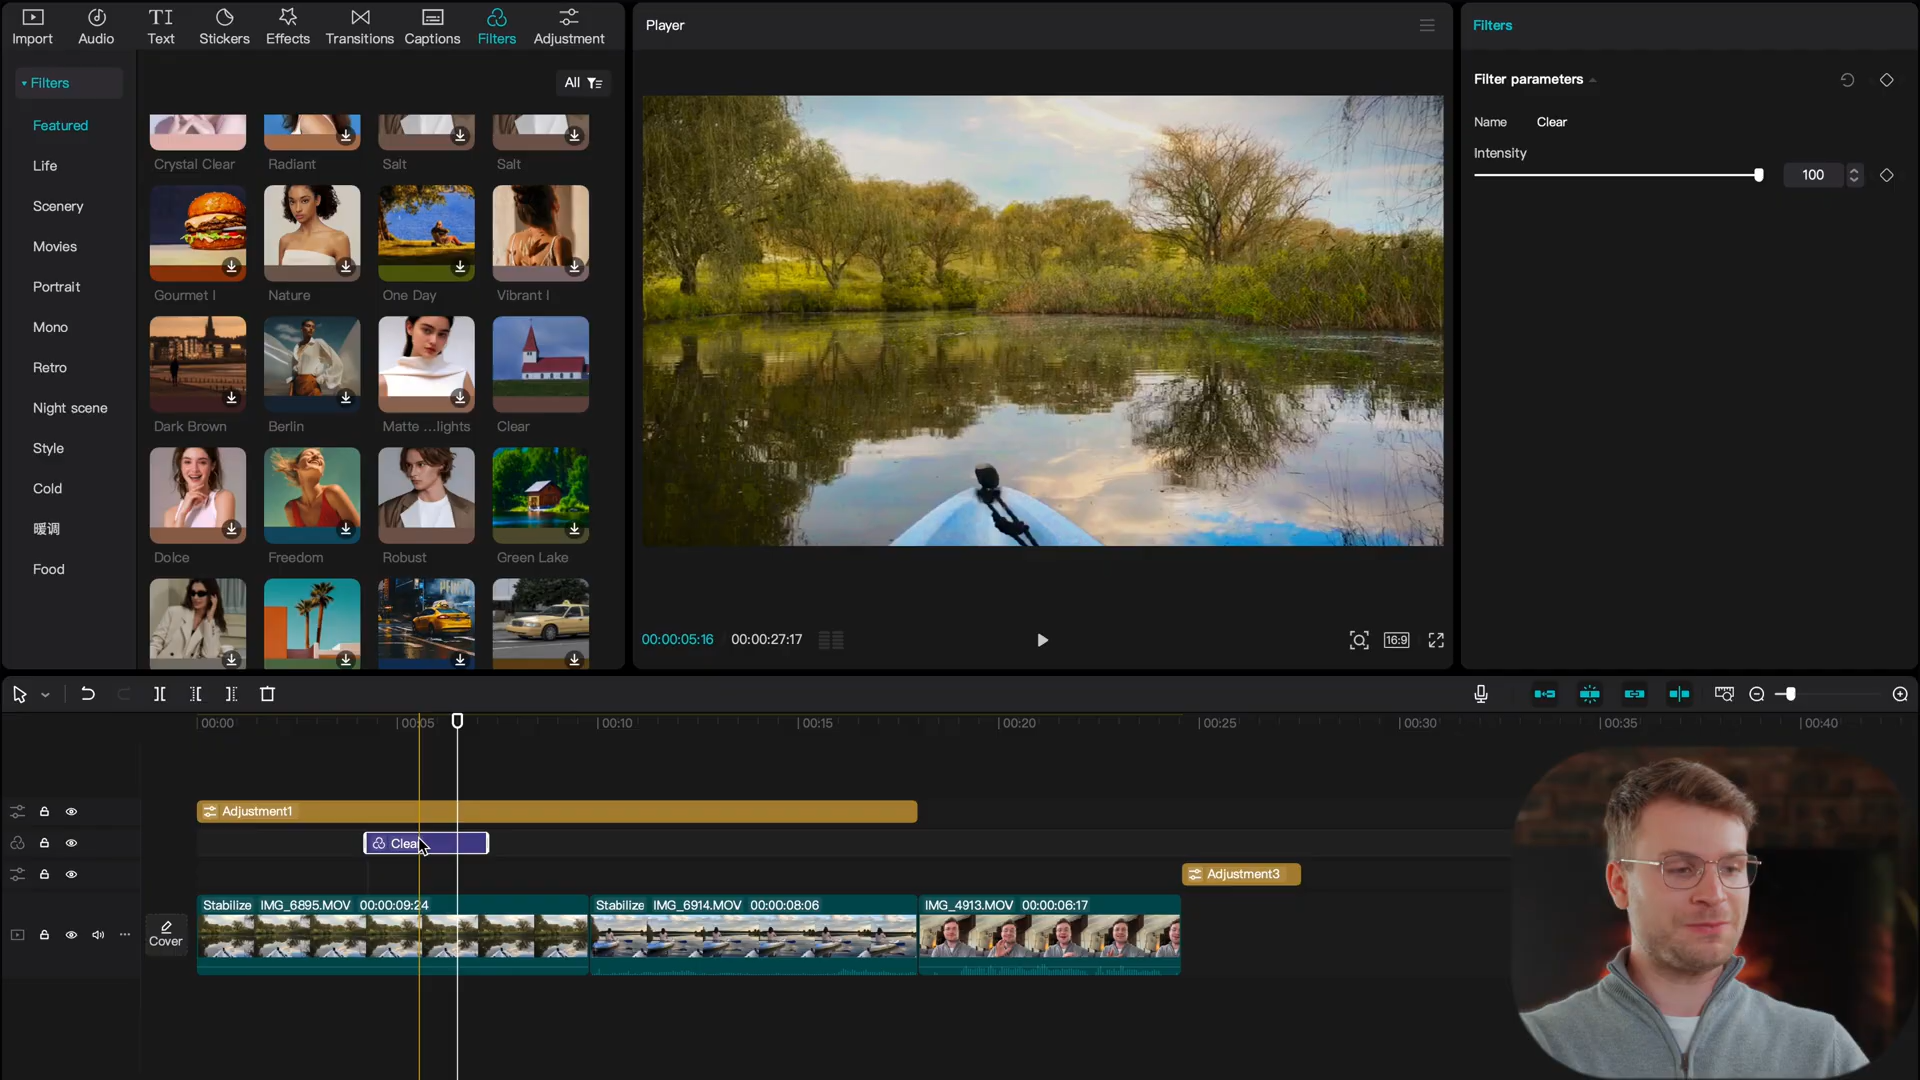 Import
Audio
Text
Stickers
Effects
Transitions
Captions
Filters
Adjustment
Filters
Featured
Life
Scenery
Movies
Portrait
Mono
Retro
Night scene
Style
Cold
暖调
Food
All
Crystal Clear
Radiant
Salt
Salt
Gourmet I
Nature
One Day
Vibrant I
Dark Brown
Berlin
Matte ...lights
Clear
Dolce
Freedom
Robust
Green Lake
Player
00:00:05:16
00:00:27:17
16:9
Filters
Filter parameters
Name Clear
Intensity
100
00:00
00:05
00:10
00:15
00:20
00:25
00:30
00:35
00:40
Adjustment1
Clea
Adjustment3
Cover
Stabilize IMG_6895.MOV 00:00:09:24
Stabilize IMG_6914.MOV 00:00:08:06
IMG_4913.MOV 00:00:06:17